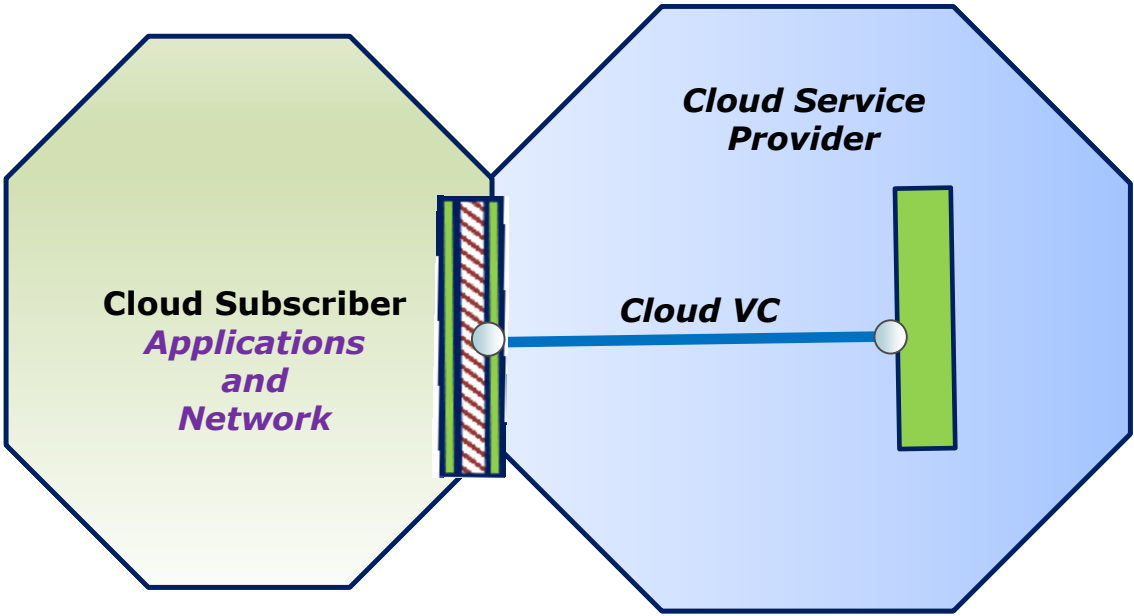 Cloud Service
Provider
Cloud Subscriber
Applications
and
Network
Cloud VC